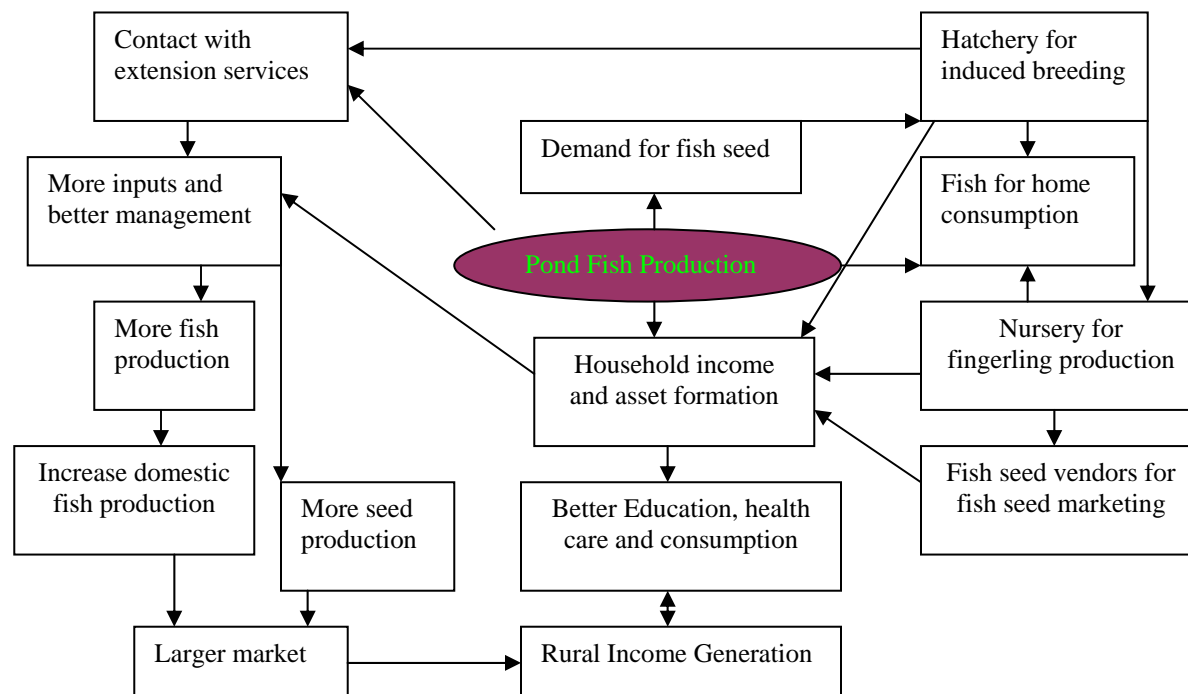 Contact with
extension services
Hatchery for
induced breeding
Demand for fish seed
More inputs and
better management
Fish for home
consumption
Pond Fish Production
More fish
production
Household income
and asset formation
Nursery for
fingerling production
Increase domestic
fish production
More seed
production
Better Education, health
care and consumption
Fish seed vendors for
fish seed marketing
Larger market
Rural Income Generation